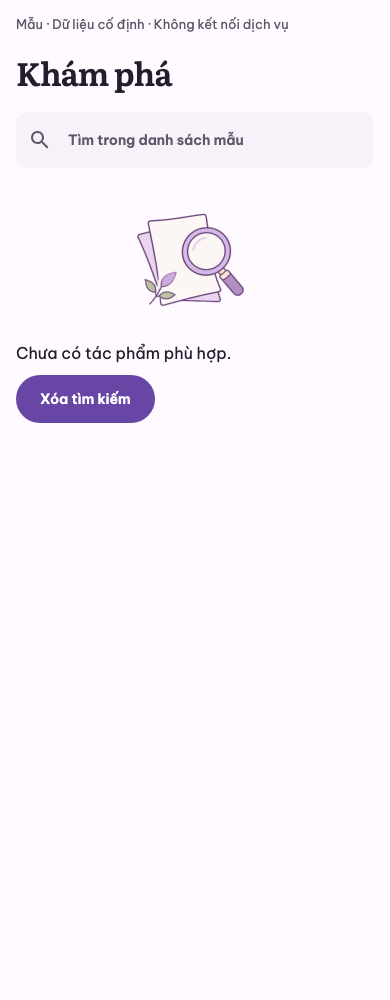 Mẫu · Dữ liệu cố định · Không kết nối dịch vụ
Khám phá
Tìm trong danh sách mẫu
Chưa có tác phẩm phù hợp.
Xóa tìm kiếm